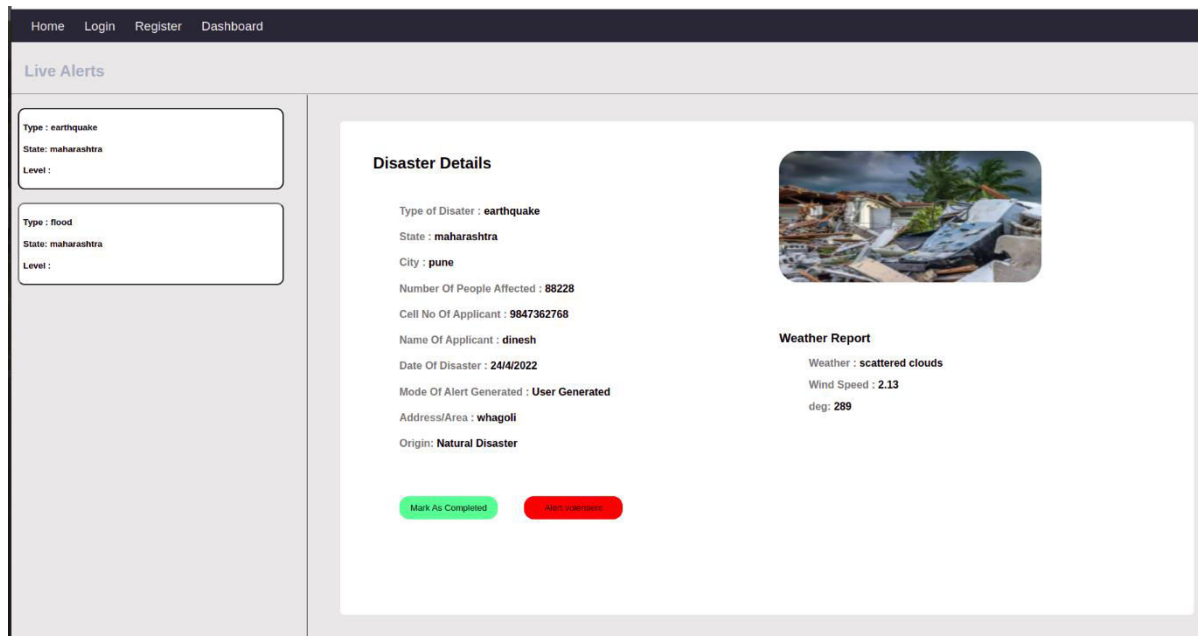 Home Login Register Dashboard
Live Alerts
Type : earthquake
State: maharashtra
Level :
Type : flood
State: maharashtra
Level :
Disaster Details
Type of Disater : earthquake
State : maharashtra
City : pune
Number Of People Affected : 88228
Cell No Of Applicant : 9847362768
Name Of Applicant : dinesh
Date Of Disaster : 24/4/2022
Mode Of Alert Generated : User Generated
Address/Area : whagoli
Origin: Natural Disaster
Mark As Completed
Alert
Weather Report
Weather : scattered clouds
Wind Speed : 2.13
deg: 289